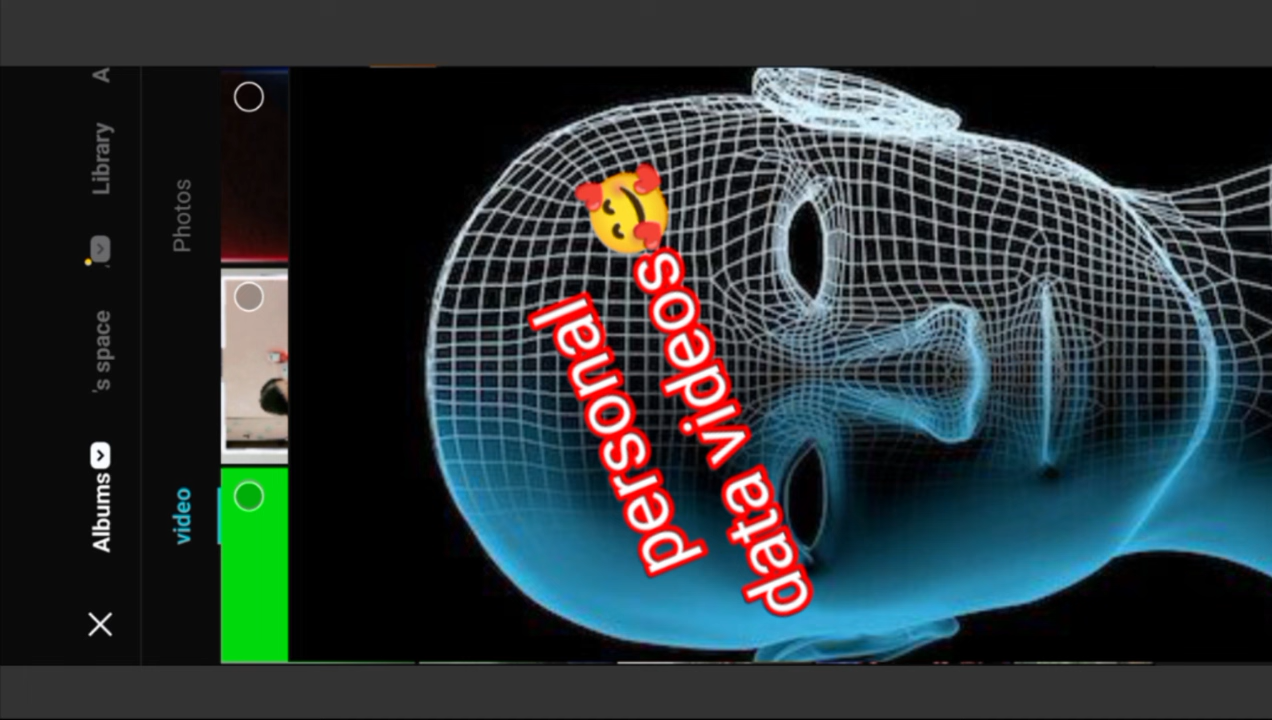 Albums
's space
Library
A
video
Photos
personal
data videos